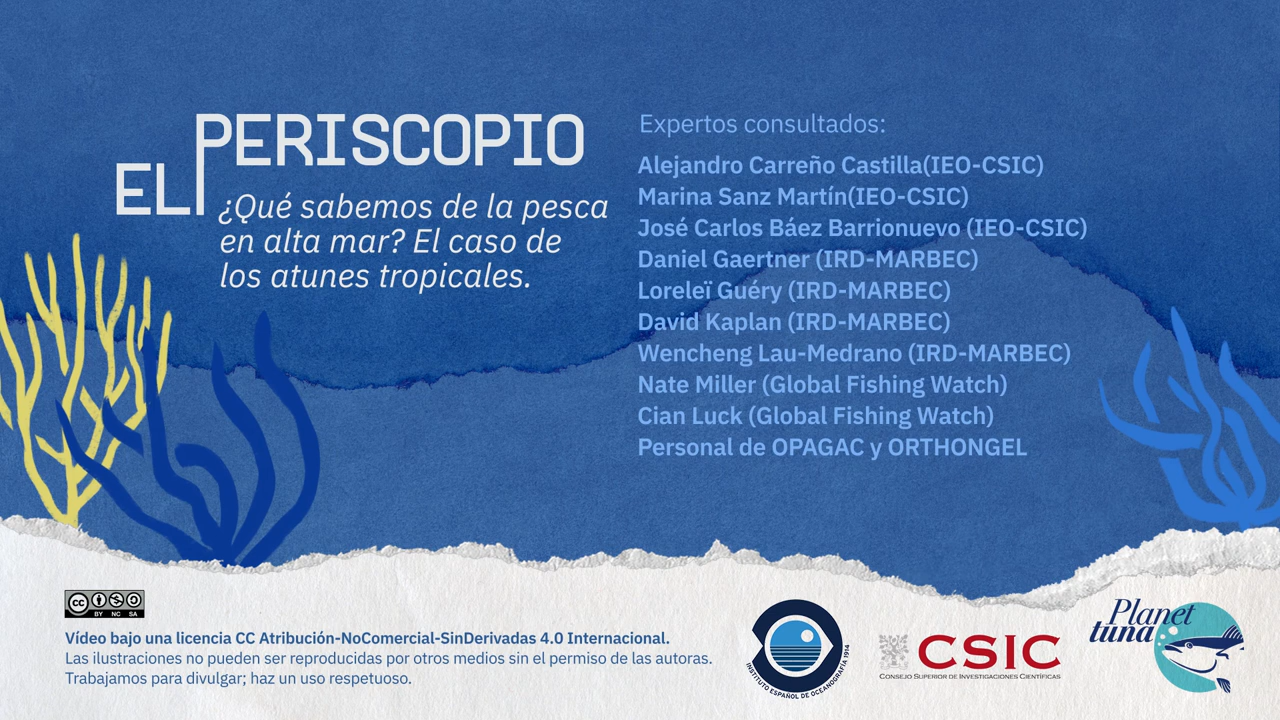 EL PERISCOPIO
¿Qué sabemos de la pesca
en alta mar? El caso de
los atunes tropicales.
Expertos consultados:
Alejandro Carreño Castilla(IEO-CSIC)
Marina Sanz Martín(IEO-CSIC)
José Carlos Báez Barrionuevo (IEO-CSIC)
Daniel Gaertner (IRD-MARBEC)
Loreleï Guéry (IRD-MARBEC)
David Kaplan (IRD-MARBEC)
Wencheng Lau-Medrano (IRD-MARBEC)
Nate Miller (Global Fishing Watch)
Cian Luck (Global Fishing Watch)
Personal de OPAGAC y ORTHONGEL
CC BY NC SA
Vídeo bajo una licencia CC Atribución-NoComercial-SinDerivadas 4.0 Internacional.
Las ilustraciones no pueden ser reproducidas por otros medios sin el permiso de las autoras.
Trabajamos para divulgar; haz un uso respetuoso.
INSTITUTO ESPAÑOL DE OCEANOGRAFÍA 1914
CSIC
CONSEJO SUPERIOR DE INVESTIGACIONES CIENTÍFICAS
Planet
tuna